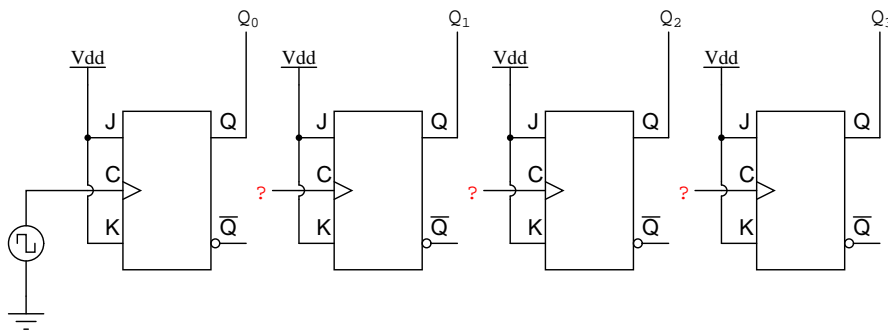 Q0 Q1 Q2 Q3
Vdd Vdd Vdd Vdd
J Q J Q J Q J Q
C ? C ? C ? C
K Q̅ K Q̅ K Q̅ K Q̅